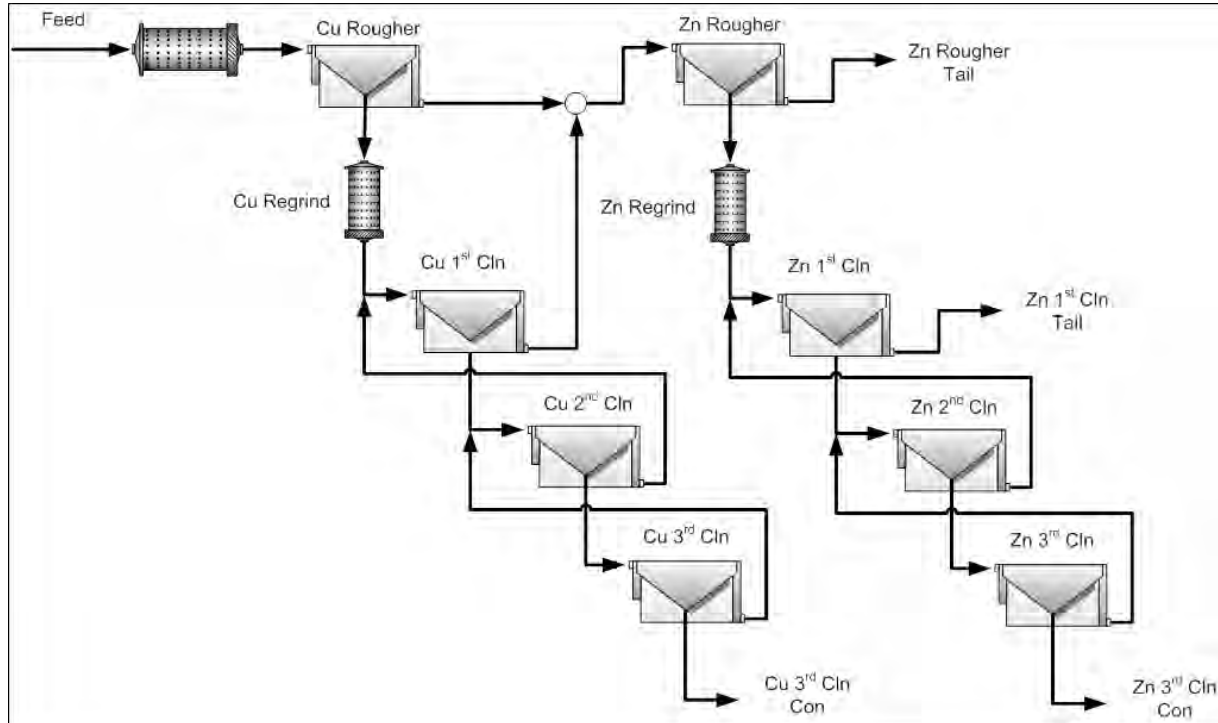 Feed
Cu Rougher
Zn Rougher
Zn Rougher
Tail
Cu Regrind
Zn Regrind
Cu 1st Cln
Zn 1st Cln
Zn 1st Cln
Tail
Cu 2nd Cln
Zn 2nd Cln
Cu 3rd Cln
Zn 3rd Cln
Cu 3rd Cln
Con
Zn 3rd Cln
Con